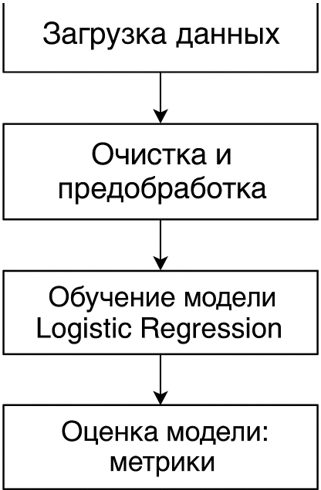 Загрузка данных
Очистка и
предобработка
Обучение модели
Logistic Regression
Оценка модели:
метрики